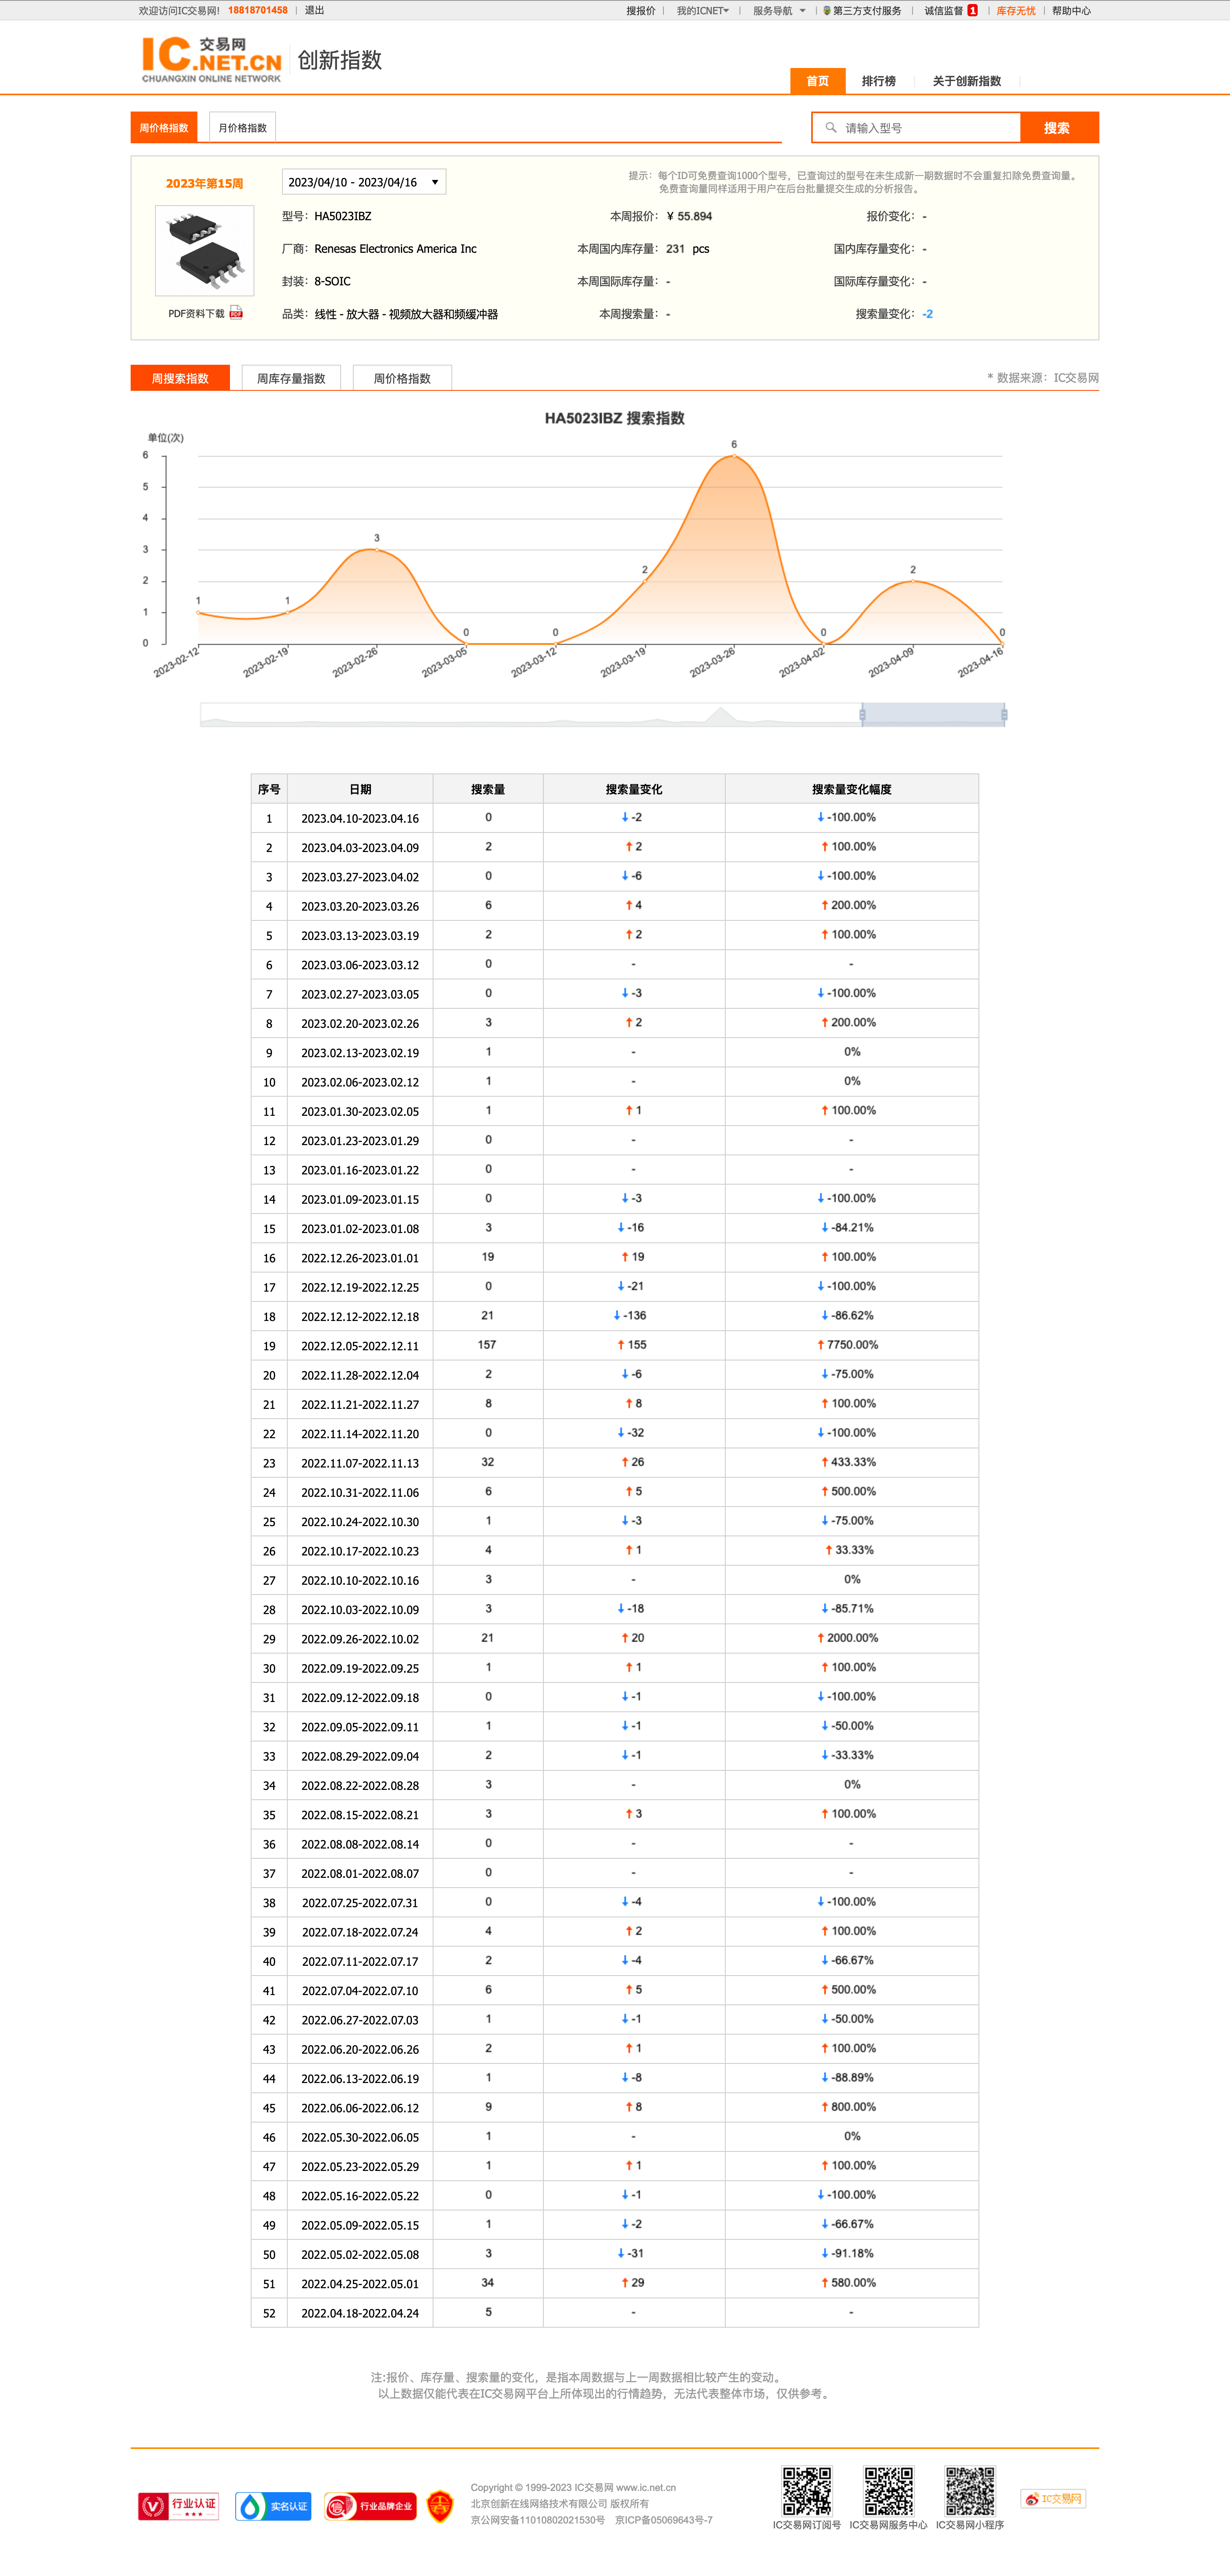 欢迎访问IC交易网! 18818701458 | 退出 搜报价 | 我的ICNET | 服务导航 | 第三方支付服务 | 诚信监督 1 | 库存无忧 | 帮助中心
IC.NET.CN 交易网 创新指数
CHUANGXIN ONLINE NETWORK
首页 排行榜 关于创新指数
周价格指数 月价格指数 请输入型号 搜索
2023年第15周 2023/04/10 - 2023/04/16 ▼ 提示：每个ID可免费查询1000个型号，已查询过的型号在未生成新一期数据时不会重复扣除免费查询量。
免费查询量同样适用于用户在后台批量提交生成的分析报告。
型号：HA5023IBZ 本周报价：¥ 55.894 报价变化：-
厂商：Renesas Electronics America Inc 本周国内库存量：231 pcs 国内库存量变化：-
封装：8-SOIC 本周国际库存量：- 国际库存量变化：-
PDF资料下载 PDF 品类：线性 - 放大器 - 视频放大器和频缓冲器 本周搜索量：- 搜索量变化：-2
周搜索指数 周库存量指数 周价格指数 * 数据来源：IC交易网
HA5023IBZ 搜索指数
单位(次)
6
5
4
3
2
1
0
1 1 3 0 0 2 6 0 2 0
2023-02-12 2023-02-19 2023-02-26 2023-03-05 2023-03-12 2023-03-19 2023-03-26 2023-04-02 2023-04-09 2023-04-16
序号 日期 搜索量 搜索量变化 搜索量变化幅度
1 2023.04.10-2023.04.16 0 ↓ -2 ↓ -100.00%
2 2023.04.03-2023.04.09 2 ↑ 2 ↑ 100.00%
3 2023.03.27-2023.04.02 0 ↓ -6 ↓ -100.00%
4 2023.03.20-2023.03.26 6 ↑ 4 ↑ 200.00%
5 2023.03.13-2023.03.19 2 ↑ 2 ↑ 100.00%
6 2023.03.06-2023.03.12 0 - -
7 2023.02.27-2023.03.05 0 ↓ -3 ↓ -100.00%
8 2023.02.20-2023.02.26 3 ↑ 2 ↑ 200.00%
9 2023.02.13-2023.02.19 1 - 0%
10 2023.02.06-2023.02.12 1 - 0%
11 2023.01.30-2023.02.05 1 ↑ 1 ↑ 100.00%
12 2023.01.23-2023.01.29 0 - -
13 2023.01.16-2023.01.22 0 - -
14 2023.01.09-2023.01.15 0 ↓ -3 ↓ -100.00%
15 2023.01.02-2023.01.08 3 ↓ -16 ↓ -84.21%
16 2022.12.26-2023.01.01 19 ↑ 19 ↑ 100.00%
17 2022.12.19-2022.12.25 0 ↓ -21 ↓ -100.00%
18 2022.12.12-2022.12.18 21 ↓ -136 ↓ -86.62%
19 2022.12.05-2022.12.11 157 ↑ 155 ↑ 7750.00%
20 2022.11.28-2022.12.04 2 ↓ -6 ↓ -75.00%
21 2022.11.21-2022.11.27 8 ↑ 8 ↑ 100.00%
22 2022.11.14-2022.11.20 0 ↓ -32 ↓ -100.00%
23 2022.11.07-2022.11.13 32 ↑ 26 ↑ 433.33%
24 2022.10.31-2022.11.06 6 ↑ 5 ↑ 500.00%
25 2022.10.24-2022.10.30 1 ↓ -3 ↓ -75.00%
26 2022.10.17-2022.10.23 4 ↑ 1 ↑ 33.33%
27 2022.10.10-2022.10.16 3 - 0%
28 2022.10.03-2022.10.09 3 ↓ -18 ↓ -85.71%
29 2022.09.26-2022.10.02 21 ↑ 20 ↑ 2000.00%
30 2022.09.19-2022.09.25 1 ↑ 1 ↑ 100.00%
31 2022.09.12-2022.09.18 0 ↓ -1 ↓ -100.00%
32 2022.09.05-2022.09.11 1 ↓ -1 ↓ -50.00%
33 2022.08.29-2022.09.04 2 ↓ -1 ↓ -33.33%
34 2022.08.22-2022.08.28 3 - 0%
35 2022.08.15-2022.08.21 3 ↑ 3 ↑ 100.00%
36 2022.08.08-2022.08.14 0 - -
37 2022.08.01-2022.08.07 0 - -
38 2022.07.25-2022.07.31 0 ↓ -4 ↓ -100.00%
39 2022.07.18-2022.07.24 4 ↑ 2 ↑ 100.00%
40 2022.07.11-2022.07.17 2 ↓ -4 ↓ -66.67%
41 2022.07.04-2022.07.10 6 ↑ 5 ↑ 500.00%
42 2022.06.27-2022.07.03 1 ↓ -1 ↓ -50.00%
43 2022.06.20-2022.06.26 2 ↑ 1 ↑ 100.00%
44 2022.06.13-2022.06.19 1 ↓ -8 ↓ -88.89%
45 2022.06.06-2022.06.12 9 ↑ 8 ↑ 800.00%
46 2022.05.30-2022.06.05 1 - 0%
47 2022.05.23-2022.05.29 1 ↑ 1 ↑ 100.00%
48 2022.05.16-2022.05.22 0 ↓ -1 ↓ -100.00%
49 2022.05.09-2022.05.15 1 ↓ -2 ↓ -66.67%
50 2022.05.02-2022.05.08 3 ↓ -31 ↓ -91.18%
51 2022.04.25-2022.05.01 34 ↑ 29 ↑ 580.00%
52 2022.04.18-2022.04.24 5 - -
注:报价、库存量、搜索量的变化，是指本周数据与上一周数据相比较产生的变动。
以上数据仅能代表在IC交易网平台上所体现出的行情趋势，无法代表整体市场，仅供参考。
行业认证 实名认证 行业品牌企业
Copyright © 1999-2023 IC交易网 www.ic.net.cn
北京创新在线网络技术有限公司 版权所有
京公网安备11010802021530号 京ICP备05069643号-7
IC交易网订阅号 IC交易网服务中心 IC交易网小程序 IC交易网